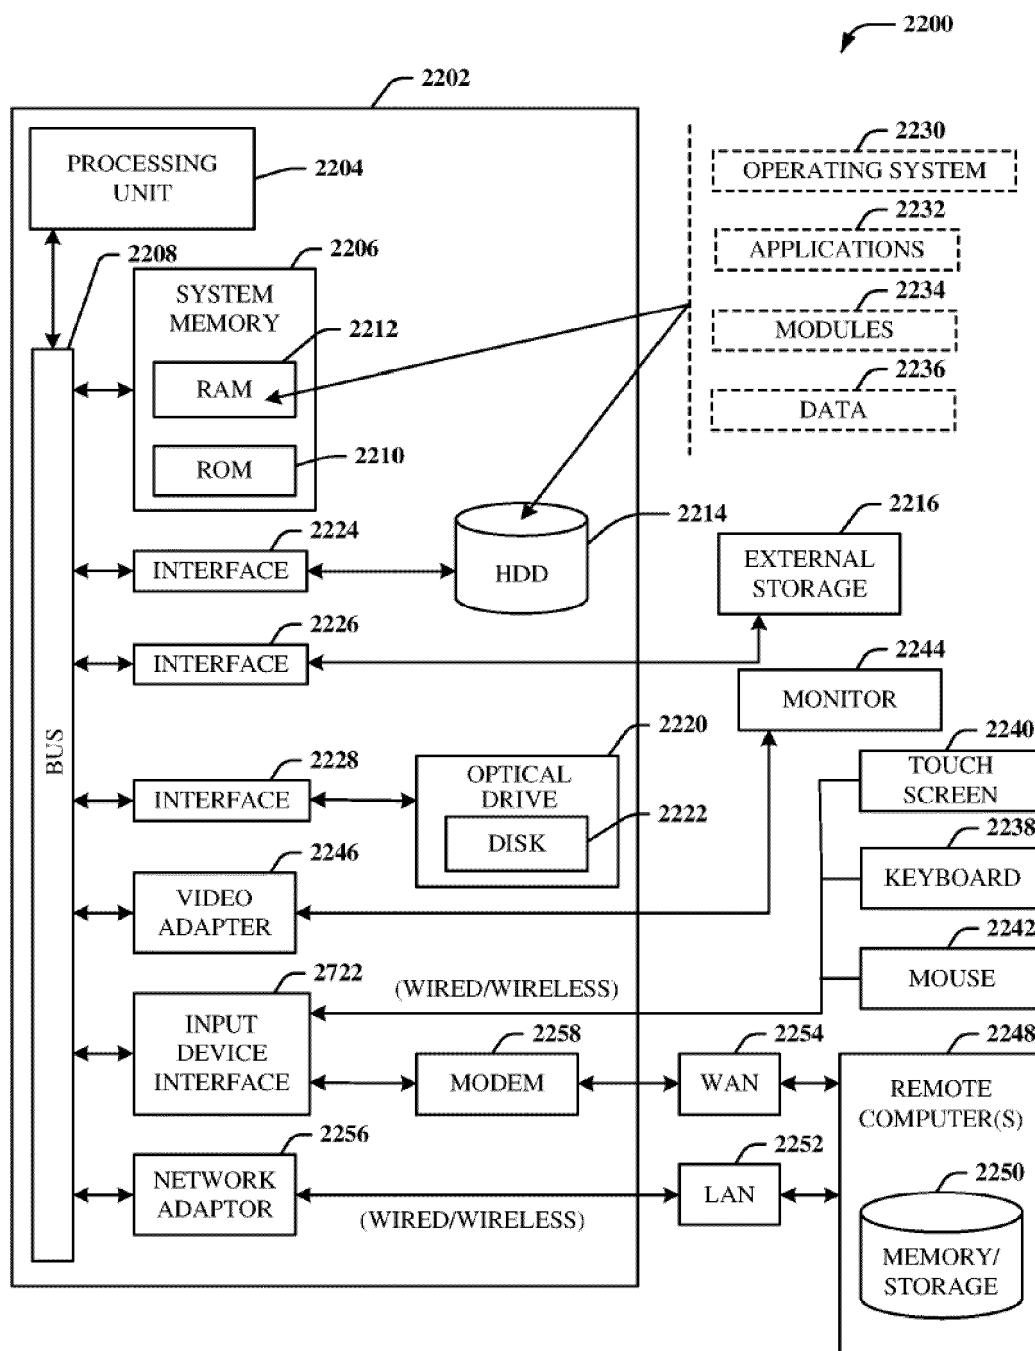 2200
2202
PROCESSING
UNIT
2204
2208
2206
SYSTEM
MEMORY
2212
RAM
ROM
2210
2230
OPERATING SYSTEM
2232
APPLICATIONS
2234
MODULES
2236
DATA
2224
INTERFACE
HDD
2214
2216
EXTERNAL
STORAGE
2226
INTERFACE
2244
MONITOR
BUS
2228
INTERFACE
2220
OPTICAL
DRIVE
DISK
2222
2240
TOUCH
SCREEN
2238
KEYBOARD
2242
MOUSE
2246
VIDEO
ADAPTER
2722
INPUT
DEVICE
INTERFACE
(WIRED/WIRELESS)
2258
MODEM
2254
WAN
2248
REMOTE
COMPUTER(S)
2256
NETWORK
ADAPTOR
(WIRED/WIRELESS)
2252
LAN
2250
MEMORY/
STORAGE